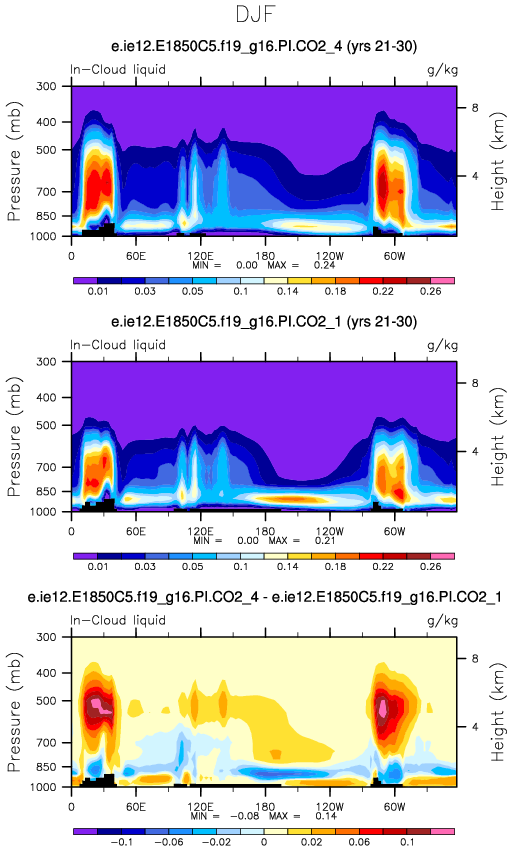 DJF
e.ie12.E1850C5.f19_g16.PI.CO2_4 (yrs 21-30)
In-Cloud liquid g/kg
Pressure (mb)
Height (km)
300
400
500
700
850
1000
8
4
0 60E 120E 180 120W 60W
MIN = 0.00 MAX = 0.24
0.01 0.03 0.05 0.1 0.14 0.18 0.22 0.26
e.ie12.E1850C5.f19_g16.PI.CO2_1 (yrs 21-30)
In-Cloud liquid g/kg
Pressure (mb)
Height (km)
300
400
500
700
850
1000
8
4
0 60E 120E 180 120W 60W
MIN = 0.00 MAX = 0.21
0.01 0.03 0.05 0.1 0.14 0.18 0.22 0.26
e.ie12.E1850C5.f19_g16.PI.CO2_4 - e.ie12.E1850C5.f19_g16.PI.CO2_1
In-Cloud liquid g/kg
Pressure (mb)
Height (km)
300
400
500
700
850
1000
8
4
0 60E 120E 180 120W 60W
MIN = -0.08 MAX = 0.14
-0.1 -0.06 -0.02 0 0.02 0.06 0.1